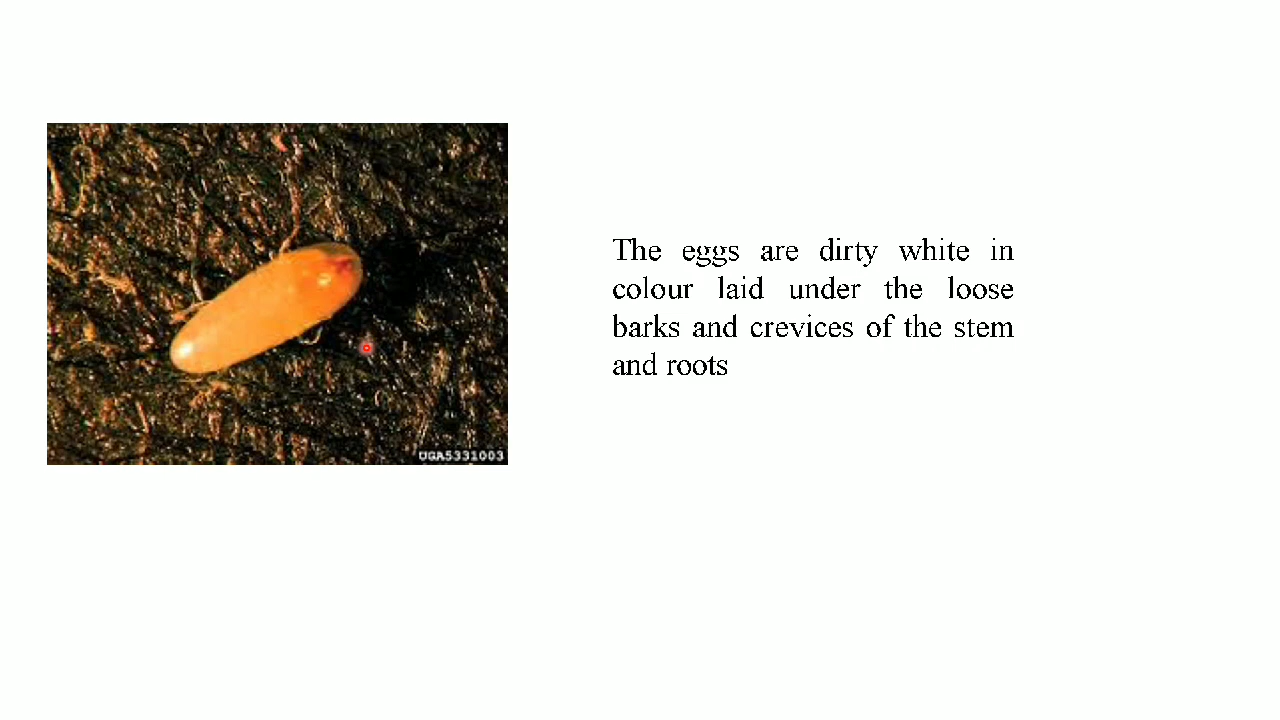 The eggs are dirty white in
colour laid under the loose
barks and crevices of the stem
and roots
UGA5331003